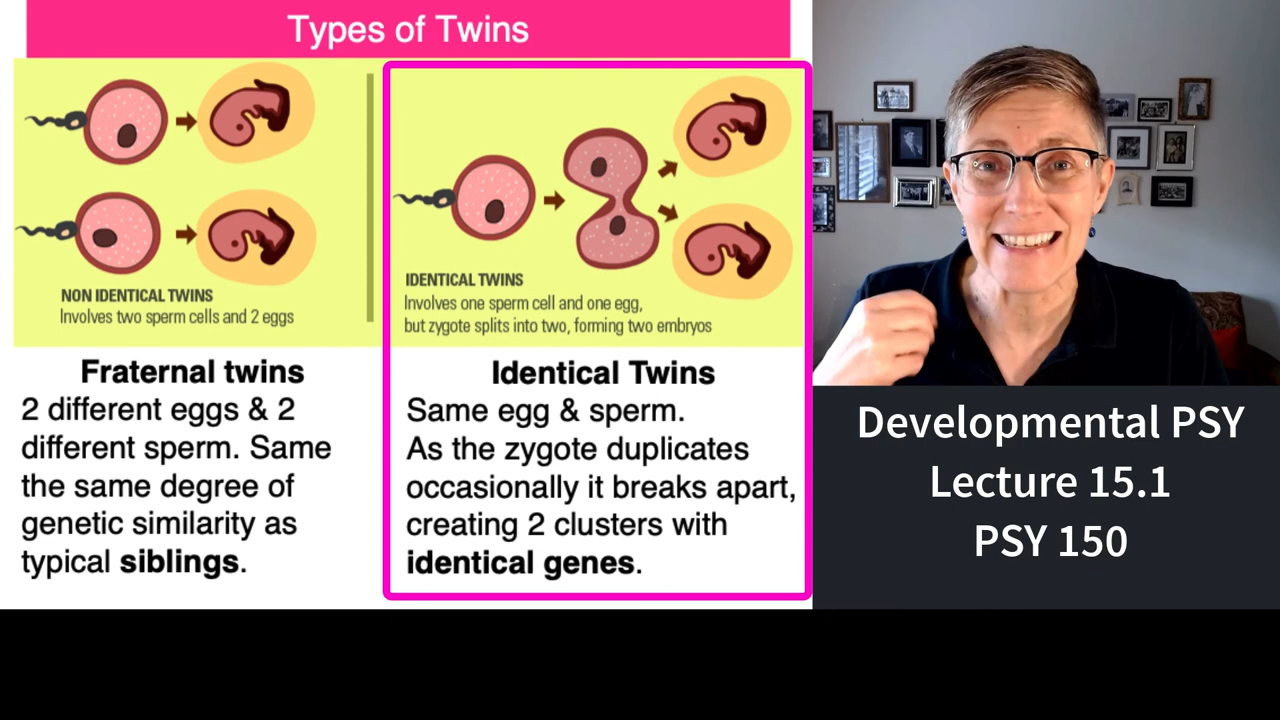 Types of Twins
NON IDENTICAL TWINS
Involves two sperm cells and 2 eggs
IDENTICAL TWINS
Involves one sperm cell and one egg,
but zygote splits into two, forming two embryos
Fraternal twins
2 different eggs & 2
different sperm. Same
the same degree of
genetic similarity as
typical siblings.
Identical Twins
Same egg & sperm.
As the zygote duplicates
occasionally it breaks apart,
creating 2 clusters with
identical genes.
Developmental PSY
Lecture 15.1
PSY 150